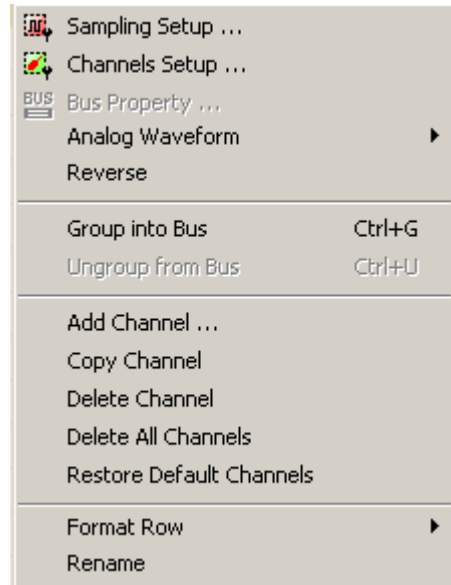 Sampling Setup ...
Channels Setup ...
BUS Bus Property ...
Analog Waveform
Reverse
Group into Bus Ctrl+G
Ungroup from Bus Ctrl+U
Add Channel ...
Copy Channel
Delete Channel
Delete All Channels
Restore Default Channels
Format Row
Rename